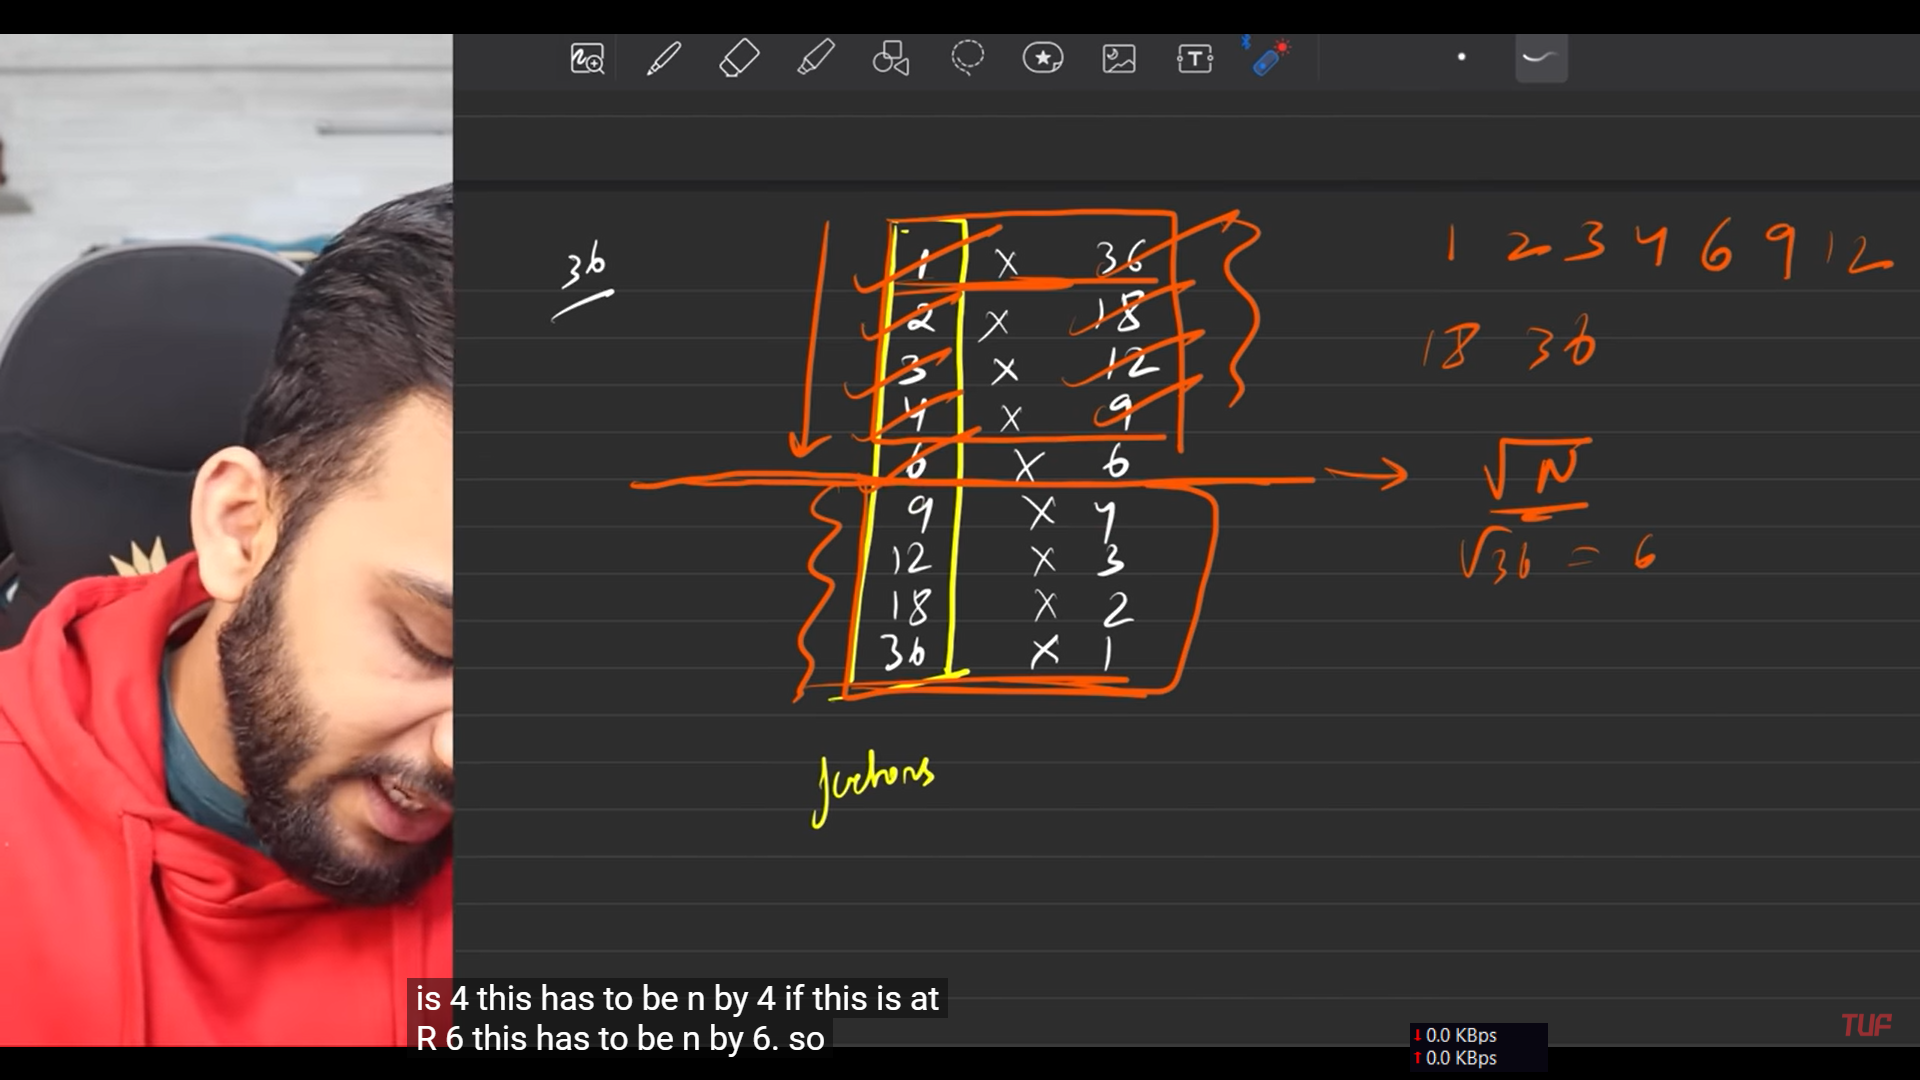 36
1 x 36
2 x 18
3 x 12
4 x 9
6 x 6
9 x 4
12 x 3
18 x 2
36 x 1
factors
1 2 3 4 6 9 12
18 36
√N
√36 = 6
is 4 this has to be n by 4 if this is at
R 6 this has to be n by 6. so
0.0 KBps
0.0 KBps
TUF